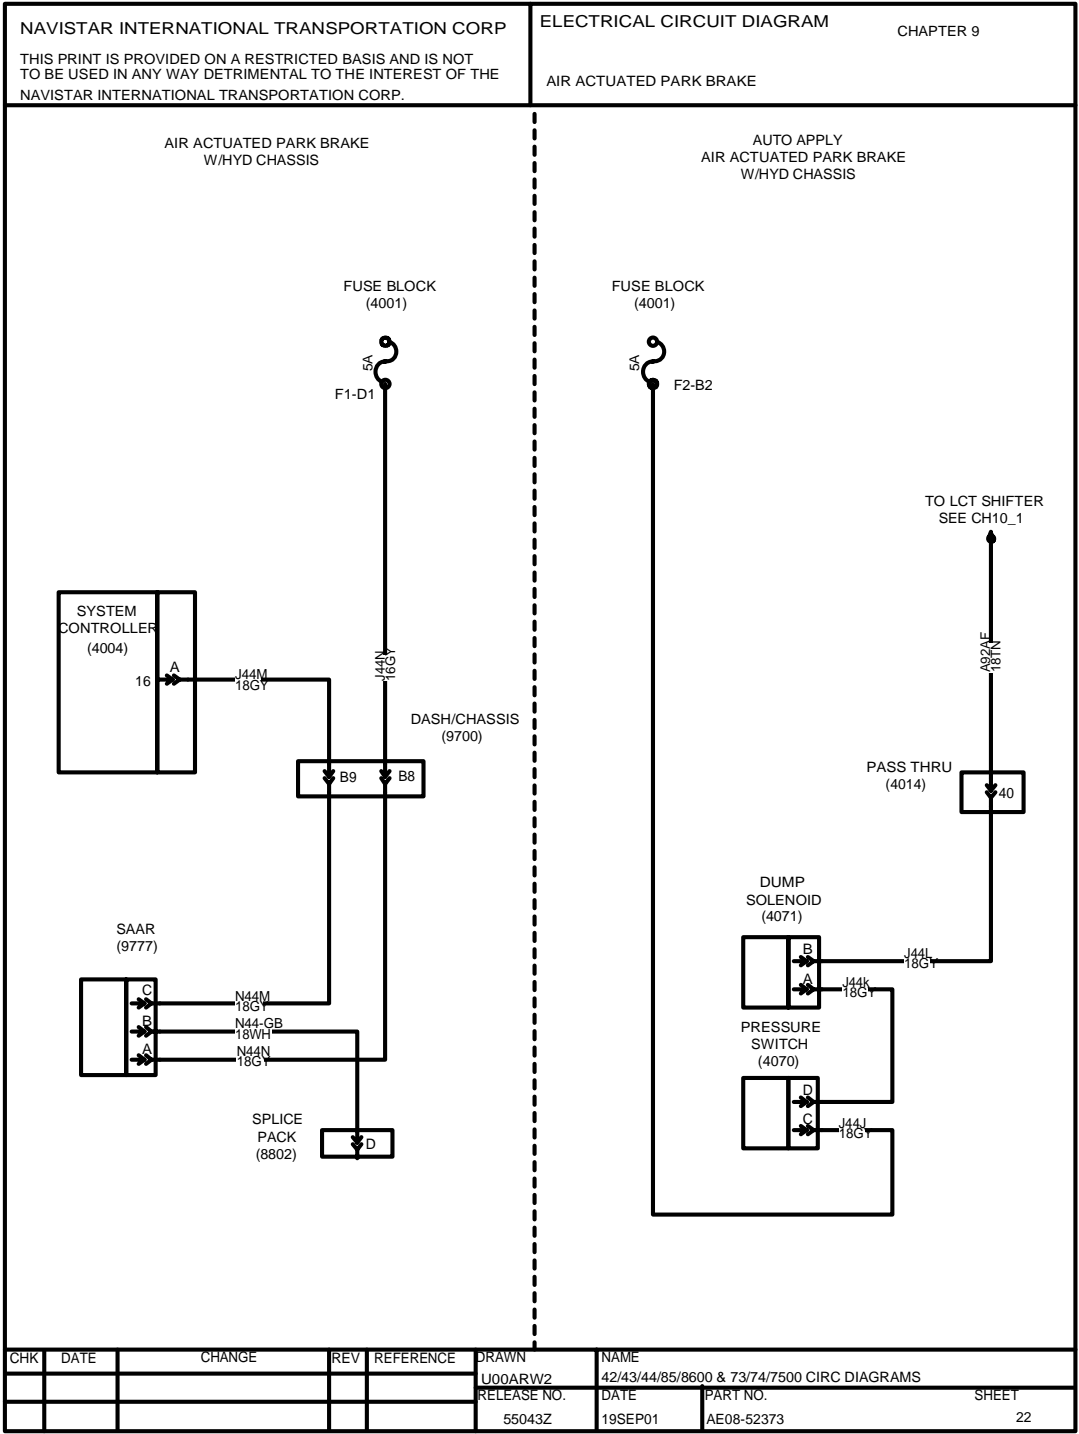 NAVISTAR INTERNATIONAL TRANSPORTATION CORP
THIS PRINT IS PROVIDED ON A RESTRICTED BASIS AND IS NOT
TO BE USED IN ANY WAY DETRIMENTAL TO THE INTEREST OF THE
NAVISTAR INTERNATIONAL TRANSPORTATION CORP.
ELECTRICAL CIRCUIT DIAGRAM
CHAPTER 9
AIR ACTUATED PARK BRAKE
AIR ACTUATED PARK BRAKE
W/HYD CHASSIS
FUSE BLOCK
(4001)
5A
F1-D1
SYSTEM
CONTROLLER
(4004)
16
A
J44M
18GY
J44N
16GY
DASH/CHASSIS
(9700)
B9
B8
SAAR
(9777)
C
N44M
18GY
B
N44-GB
18WH
A
N44N
18GY
SPLICE
PACK
(8802)
D
AUTO APPLY
AIR ACTUATED PARK BRAKE
W/HYD CHASSIS
FUSE BLOCK
(4001)
5A
F2-B2
TO LCT SHIFTER
SEE CH10_1
A92AF
18TN
PASS THRU
(4014)
40
DUMP
SOLENOID
(4071)
B
J44L
18GY
A
J44k
18GY
PRESSURE
SWITCH
(4070)
D
C
J44J
18GY
CHK
DATE
CHANGE
REV
REFERENCE
DRAWN
U00ARW2
NAME
42/43/44/85/8600 & 73/74/7500 CIRC DIAGRAMS
RELEASE NO.
55043Z
DATE
19SEP01
PART NO.
AE08-52373
SHEET
22